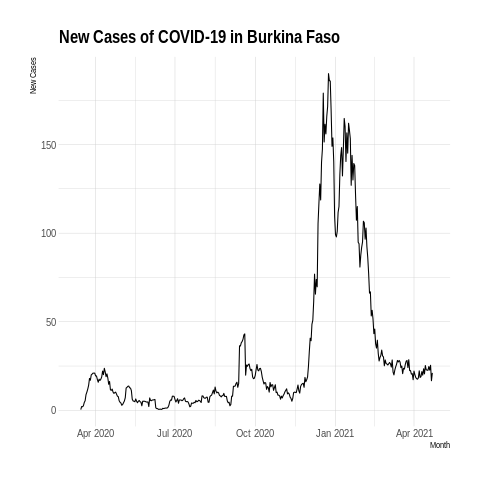 New Cases of COVID-19 in Burkina Faso
New Cases
150
100
50
0
Apr 2020 Jul 2020 Oct 2020 Jan 2021 Apr 2021
Month